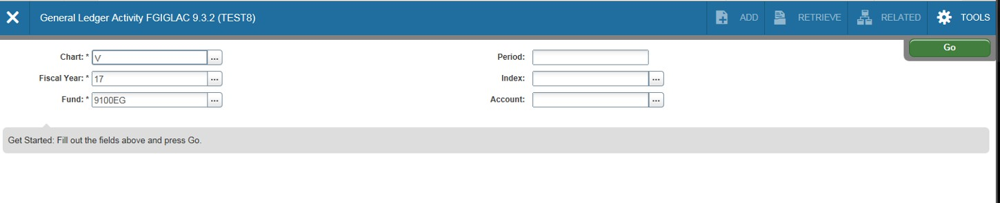 General Ledger Activity FGIGLAC 9.3.2 (TEST8) ADD RETRIEVE RELATED TOOLS
Go
Chart: * V ... Period:
Fiscal Year: * 17 ... Index: ...
Fund: * 9100EG ... Account: ...
Get Started: Fill out the fields above and press Go.